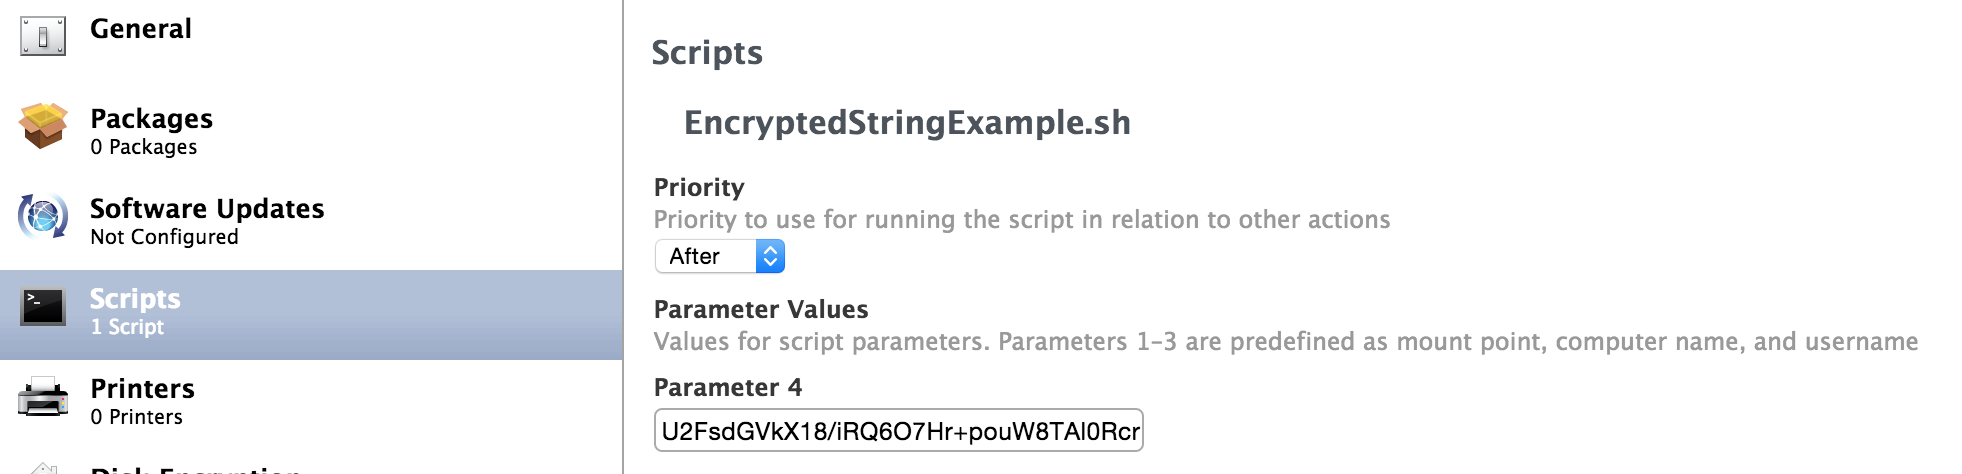 General
Packages
0 Packages
Software Updates
Not Configured
Scripts
1 Script
Printers
0 Printers
Disk Encryption
Scripts
EncryptedStringExample.sh
Priority
Priority to use for running the script in relation to other actions
After
Parameter Values
Values for script parameters. Parameters 1–3 are predefined as mount point, computer name, and username
Parameter 4
U2FsdGVkX18/iRQ6O7Hr+pouW8TAl0Rcr